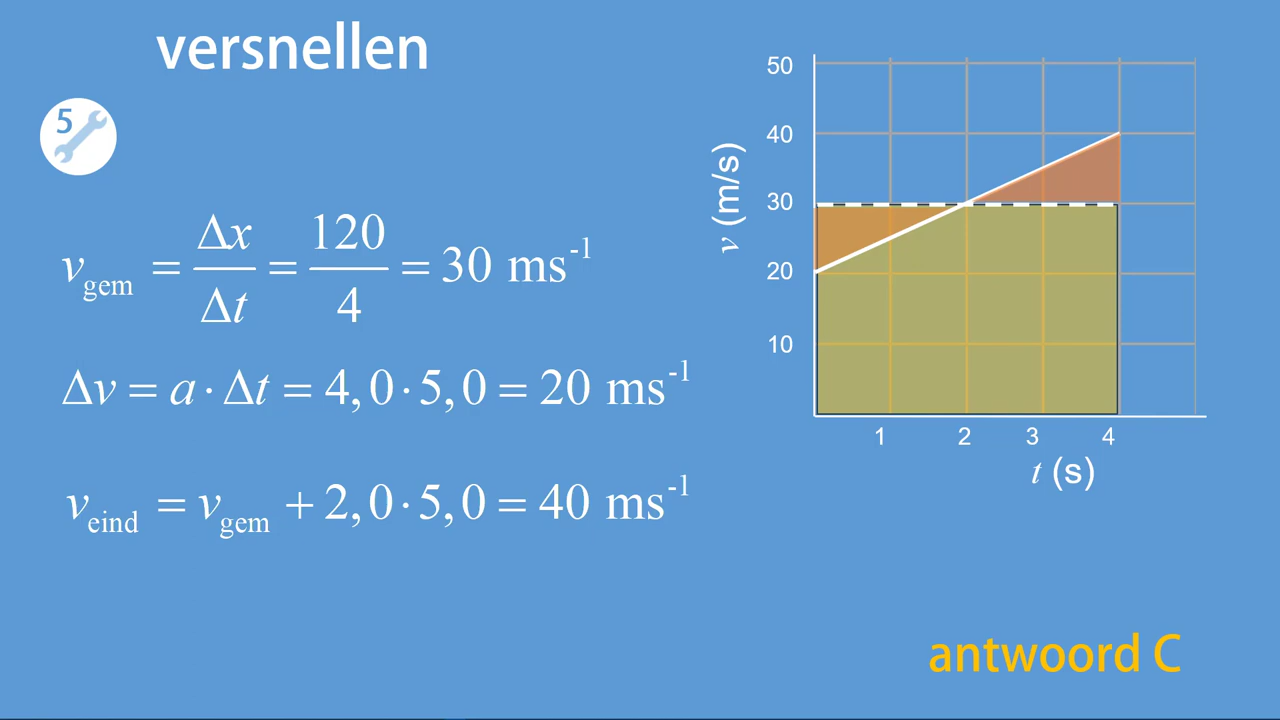 versnellen
5
v_gem = Δx/Δt = 120/4 = 30 ms⁻¹
Δv = a · Δt = 4,0 · 5,0 = 20 ms⁻¹
v_eind = v_gem + 2,0 · 5,0 = 40 ms⁻¹
50
40
30
20
10
v (m/s)
1 2 3 4
t (s)
antwoord C